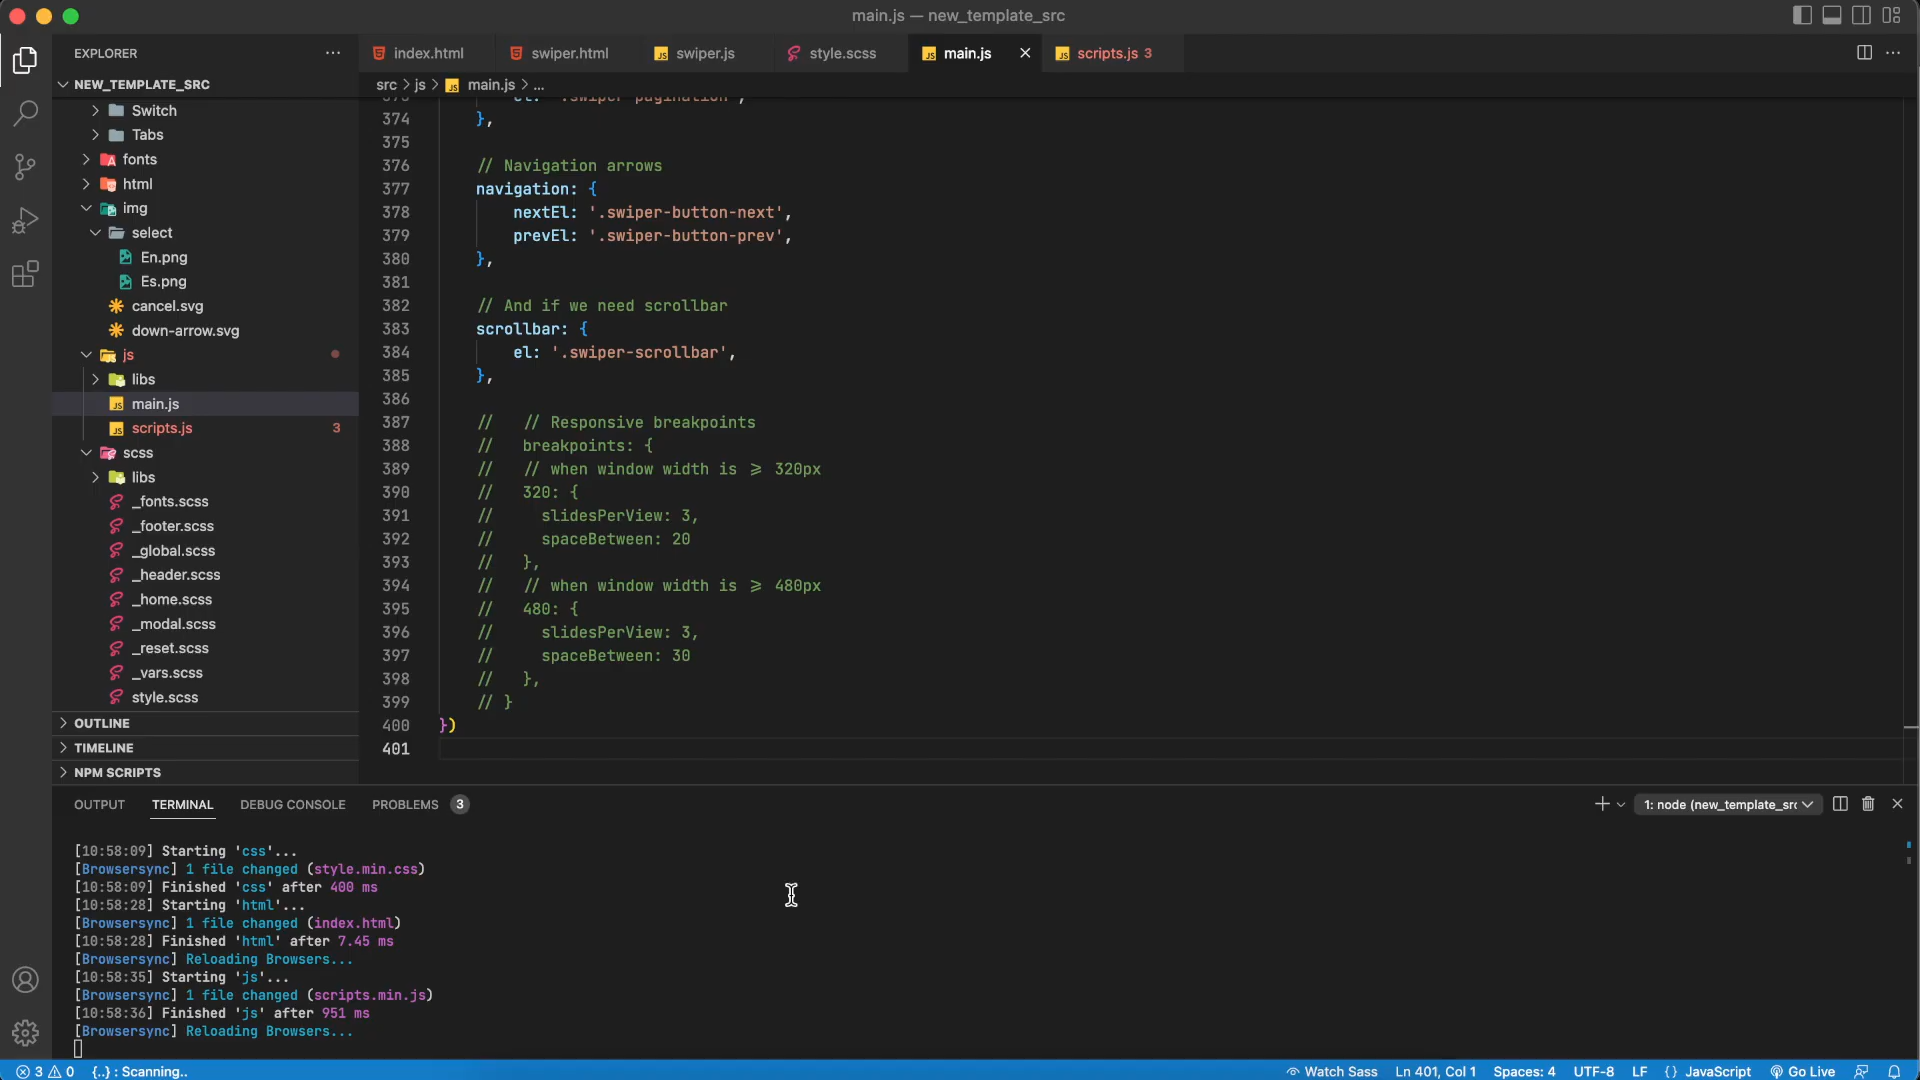 main.js — new_template_src
EXPLORER
index.html
swiper.html
swiper.js
style.scss
main.js
scripts.js 3
NEW_TEMPLATE_SRC
src > js > main.js > ...
Switch
Tabs
fonts
html
img
select
En.png
Es.png
cancel.svg
down-arrow.svg
js
libs
main.js
scripts.js 3
scss
libs
_fonts.scss
_footer.scss
_global.scss
_header.scss
_home.scss
_modal.scss
_reset.scss
_vars.scss
style.scss
OUTLINE
TIMELINE
NPM SCRIPTS
373 el: '.swiper-pagination',
374 },
375
376 // Navigation arrows
377 navigation: {
378 nextEl: '.swiper-button-next',
379 prevEl: '.swiper-button-prev',
380 },
381
382 // And if we need scrollbar
383 scrollbar: {
384 el: '.swiper-scrollbar',
385 },
386
387 // // Responsive breakpoints
388 // breakpoints: {
389 // // when window width is >= 320px
390 // 320: {
391 // slidesPerView: 3,
392 // spaceBetween: 20
393 // },
394 // // when window width is >= 480px
395 // 480: {
396 // slidesPerView: 3,
397 // spaceBetween: 30
398 // },
399 // }
400 })
401
OUTPUT TERMINAL DEBUG CONSOLE PROBLEMS 3
1: node (new_template_src
[10:58:09] Starting 'css'...
[Browsersync] 1 file changed (style.min.css)
[10:58:09] Finished 'css' after 400 ms
[10:58:28] Starting 'html'...
[Browsersync] 1 file changed (index.html)
[10:58:28] Finished 'html' after 7.45 ms
[Browsersync] Reloading Browsers...
[10:58:35] Starting 'js'...
[Browsersync] 1 file changed (scripts.min.js)
[10:58:36] Finished 'js' after 951 ms
[Browsersync] Reloading Browsers...
3 0 {..} : Scanning..
Watch Sass Ln 401, Col 1 Spaces: 4 UTF-8 LF {} JavaScript Go Live